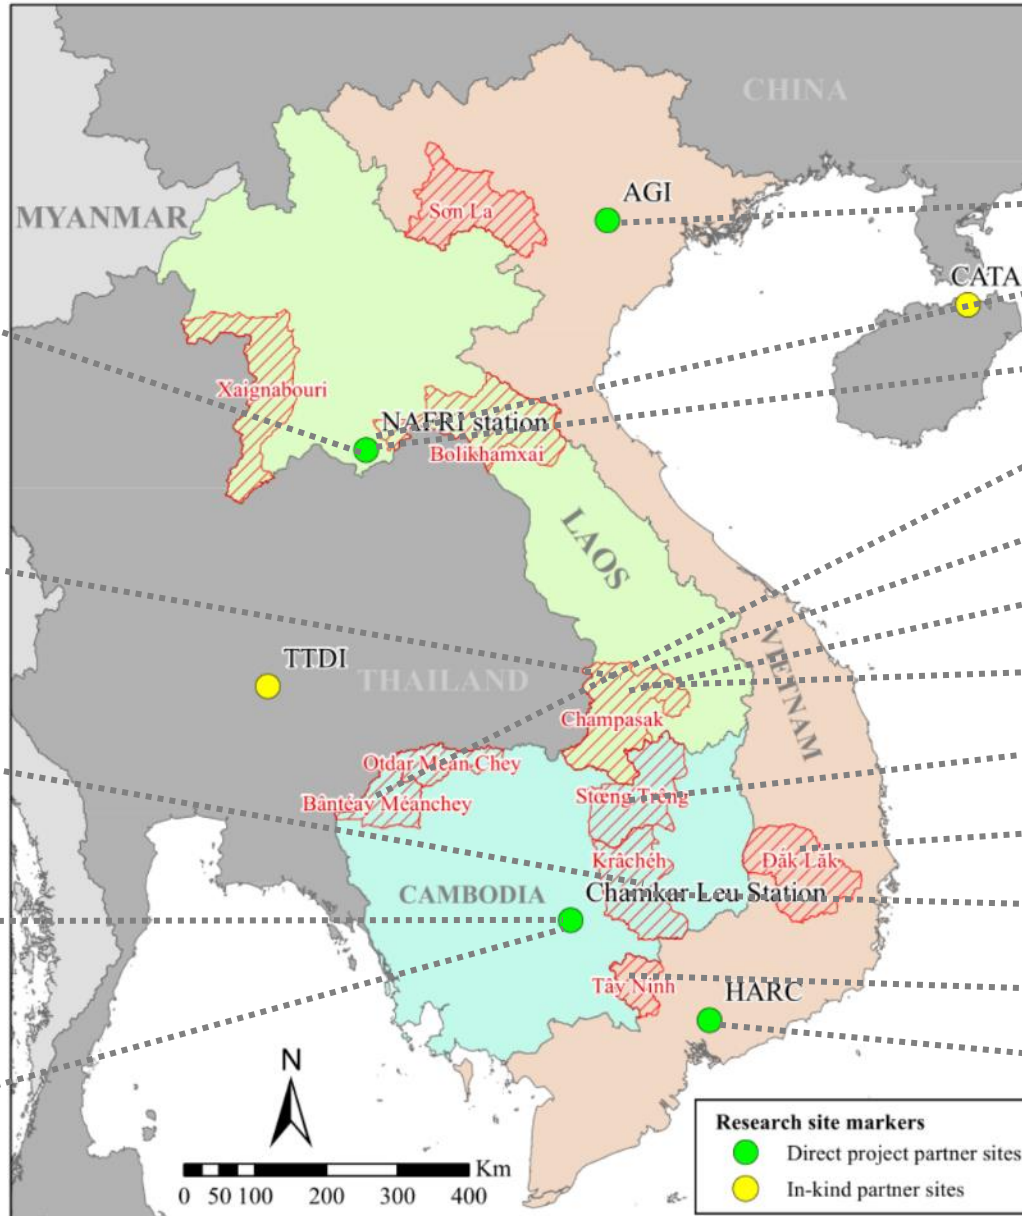 CHINA
AGI
Sơn La
MYANMAR
CATA
Xaignabouri
NAFRI station
Bolikhamxai
LAOS
VIETNAM
TTDI
THAILAND
Champasak
Otdar Mean Chey
Bântéay Méanchey
Stœng Trêng
Krâchéh
Đăk Lăk
CAMBODIA
Chamkar Leu Station
Tây Ninh
HARC
N
Km
0 50 100 200 300 400
Research site markers
Direct project partner sites
In-kind partner sites